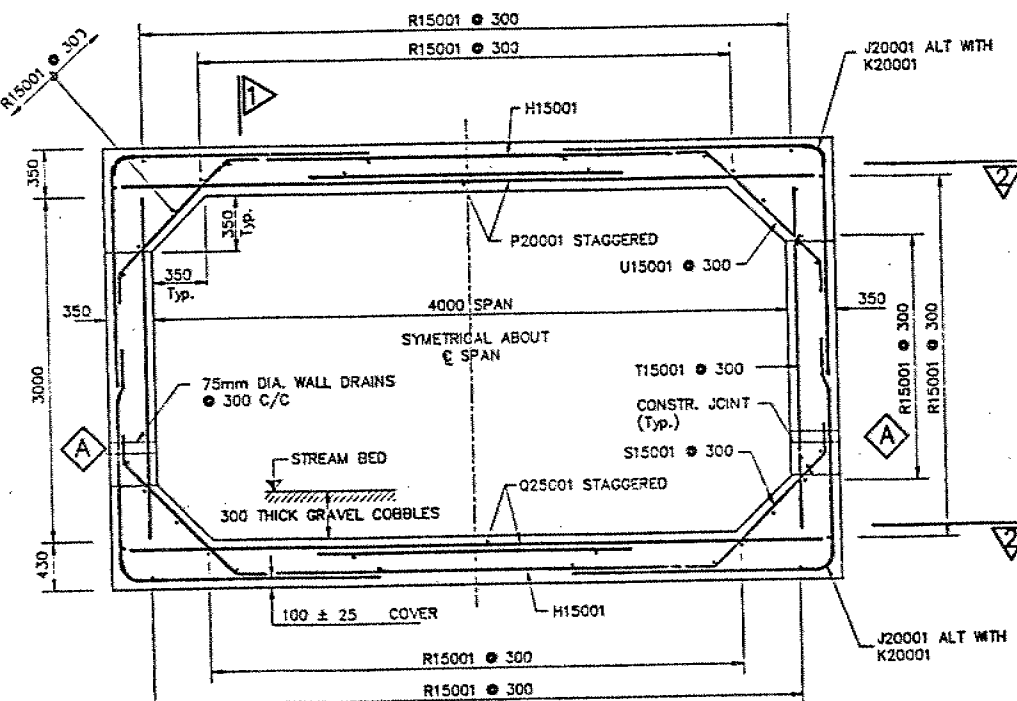 R15001 @ 300
R15001 @ 300
R15001 @ 300
J20001 ALT WITH
K20001
1
H15001
350
2
350
Typ.
P20001 STAGGERED
U15001 @ 300
350
Typ.
350
4000 SPAN
350
SYMETRICAL ABOUT
℄ SPAN
3000
R15001 @ 300
R15001 @ 300
75mm DIA. WALL DRAINS
@ 300 C/C
T15001 @ 300
CONSTR. JOINT
(Typ.)
A
A
STREAM BED
S15001 @ 300
Q25001 STAGGERED
300 THICK GRAVEL COBBLES
2
430
100 ± 25 COVER
H15001
J20001 ALT WITH
K20001
R15001 @ 300
R15001 @ 300